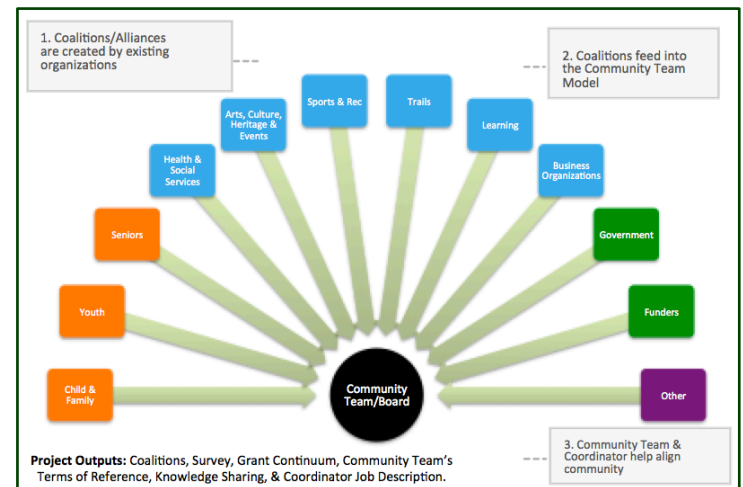 1. Coalitions/Alliances
are created by existing
organizations
2. Coalitions feed into
the Community Team
Model
Sports & Rec
Trails
Arts, Culture,
Heritage &
Events
Learning
Health &
Social
Services
Business
Organizations
Seniors
Government
Youth
Funders
Child &
Family
Community
Team/Board
Other
3. Community Team &
Coordinator help align
community
Project Outputs: Coalitions, Survey, Grant Continuum, Community Team's
Terms of Reference, Knowledge Sharing, & Coordinator Job Description.